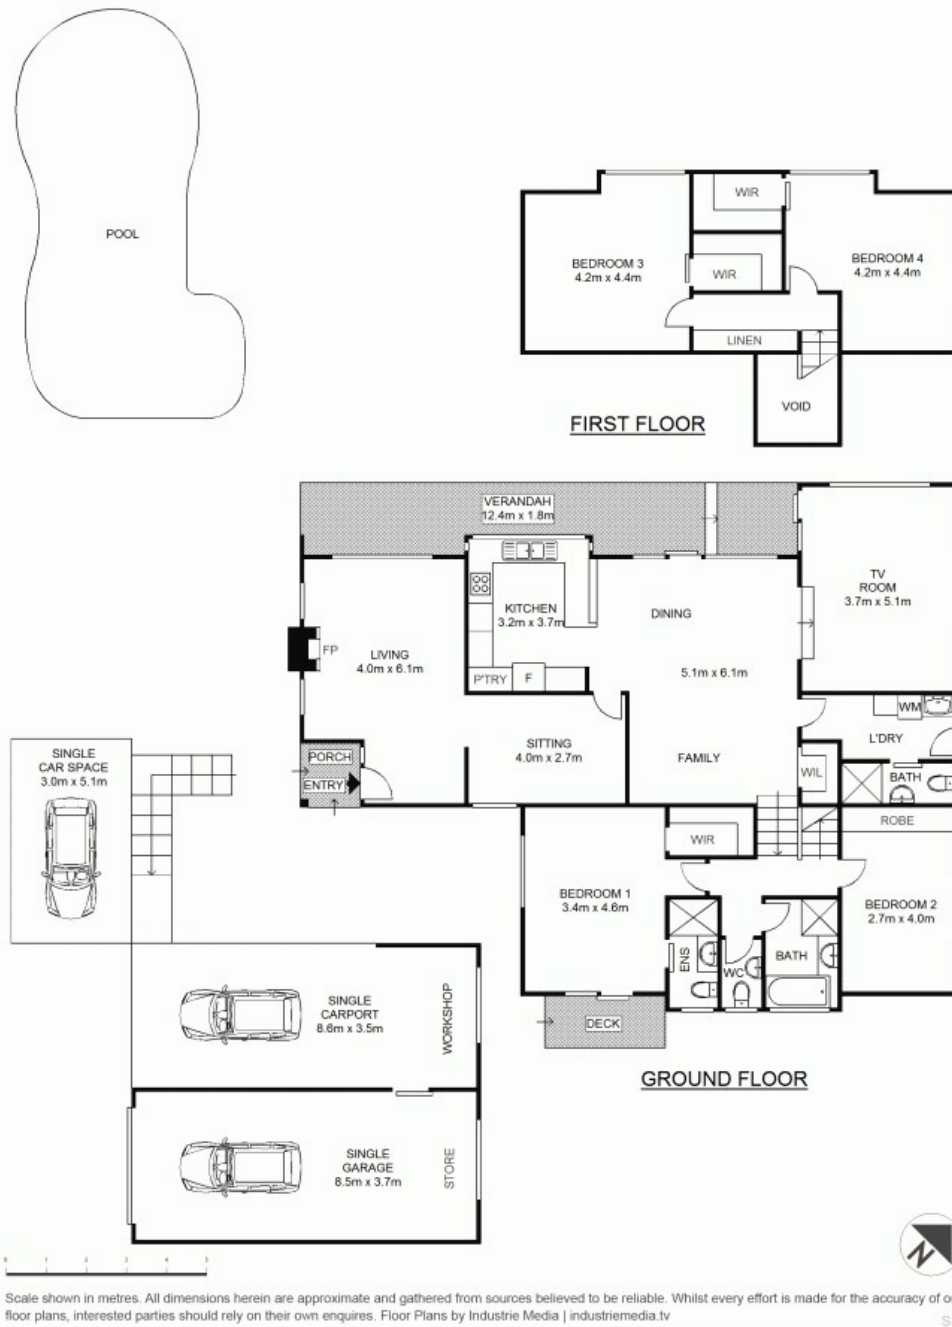 POOL
WIR
BEDROOM 3
4.2m x 4.4m
WIR
BEDROOM 4
4.2m x 4.4m
LINEN
VOID
FIRST FLOOR
VERANDAH
12.4m x 1.8m
KITCHEN
3.2m x 3.7m
DINING
TV
ROOM
3.7m x 5.1m
FP
LIVING
4.0m x 6.1m
P'TRY
F
5.1m x 6.1m
WM
L'DRY
SITTING
4.0m x 2.7m
FAMILY
WIL
BATH
PORCH
ENTRY
SINGLE
CAR SPACE
3.0m x 5.1m
WIR
ROBE
BEDROOM 1
3.4m x 4.6m
BEDROOM 2
2.7m x 4.0m
ENS
WC
BATH
DECK
GROUND FLOOR
SINGLE
CARPORT
8.6m x 3.5m
WORKSHOP
SINGLE
GARAGE
8.5m x 3.7m
STORE
N
0 1 2 3 4 5
Scale shown in metres. All dimensions herein are approximate and gathered from sources believed to be reliable. Whilst every effort is made for the accuracy of
floor plans, interested parties should rely on their own enquires. Floor Plans by Industrie Media | industriemedia.tv